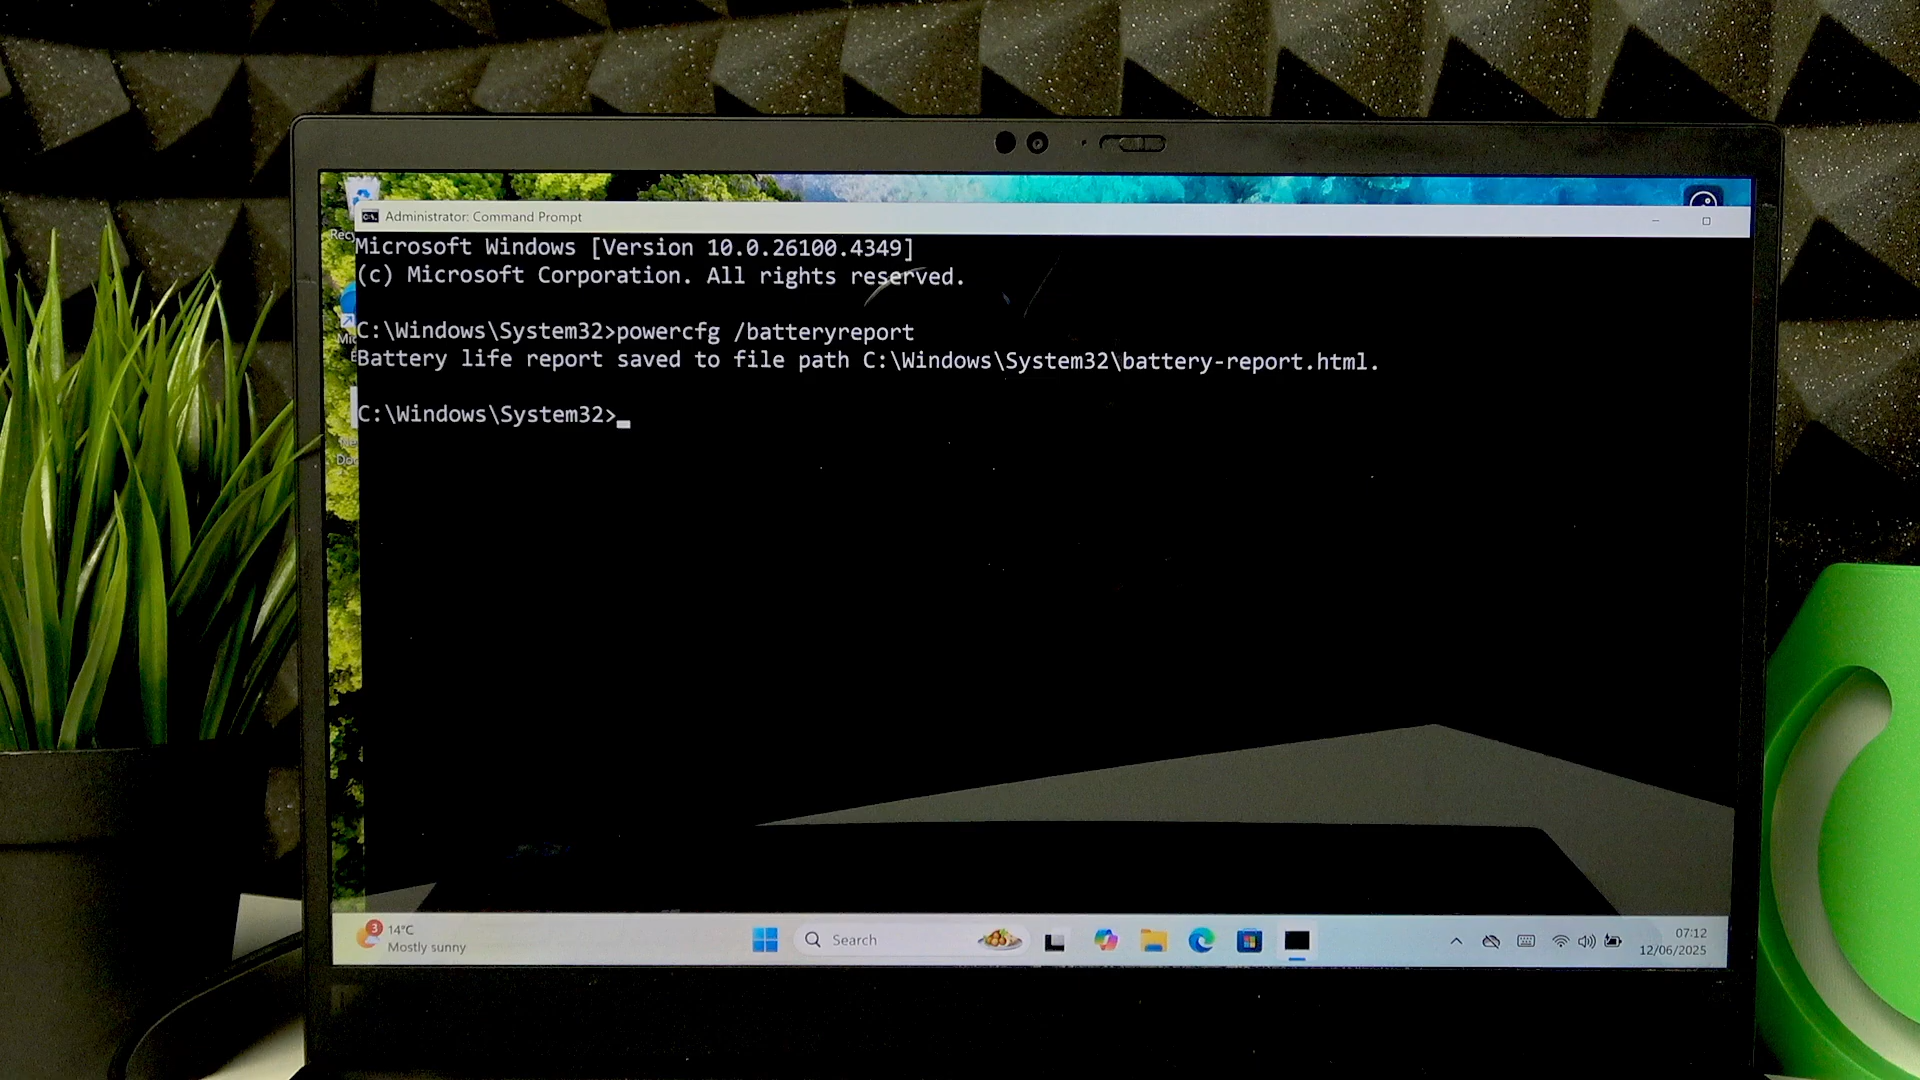 Administrator: Command Prompt
Microsoft Windows [Version 10.0.26100.4349]
(c) Microsoft Corporation. All rights reserved.
C:\Windows\System32>powercfg /batteryreport
Battery life report saved to file path C:\Windows\System32\battery-report.html.
C:\Windows\System32>
3
14°C
Mostly sunny
Search
07:12
12/06/2025